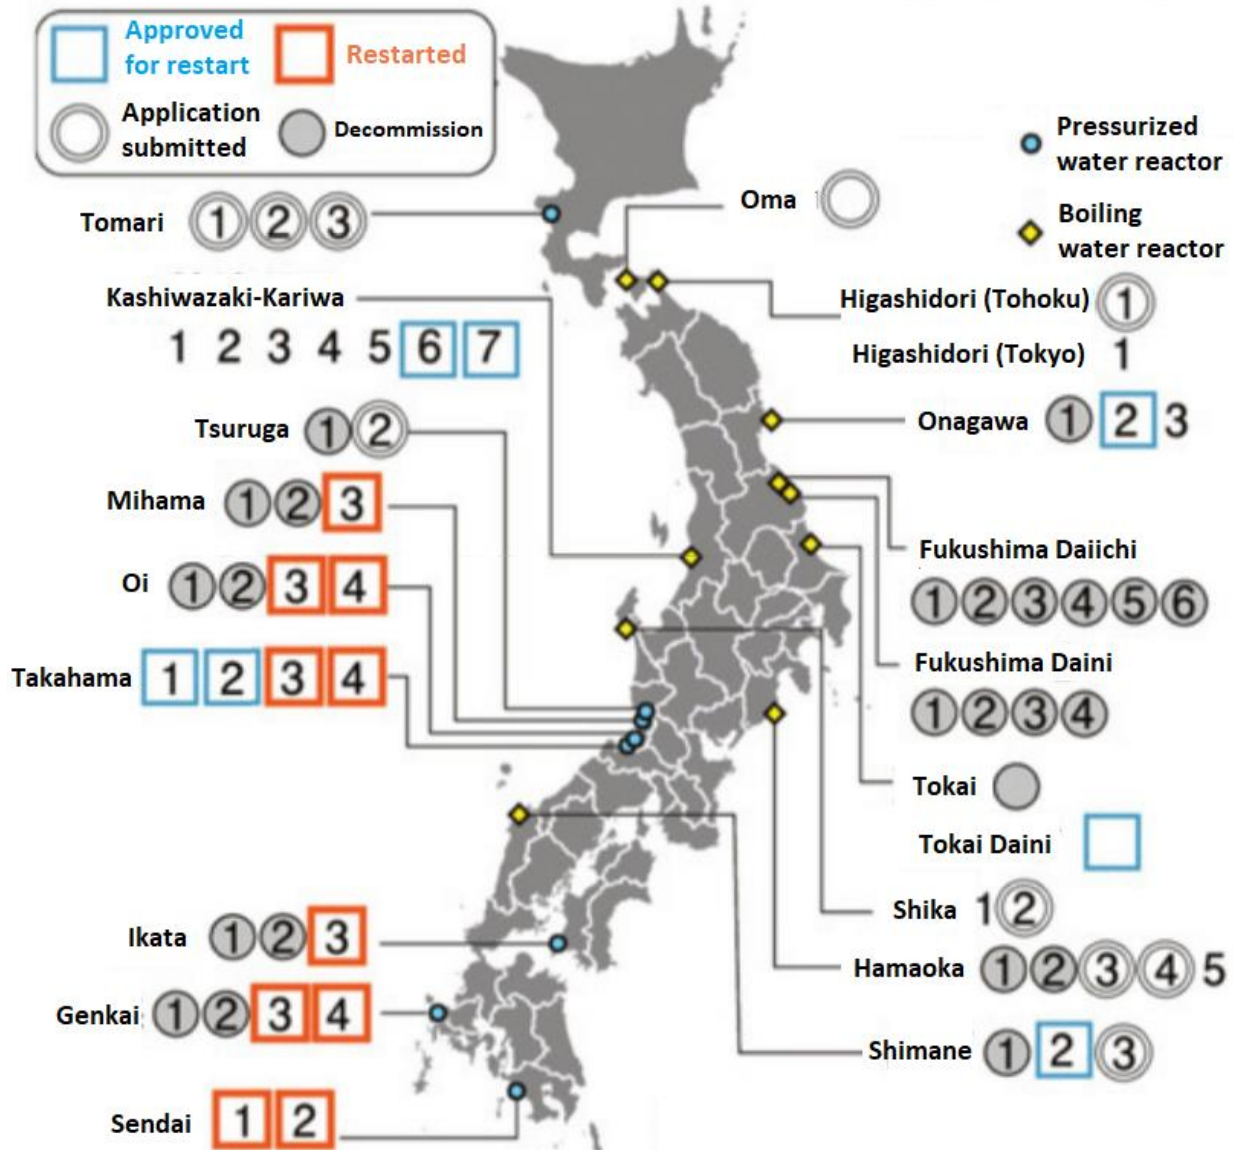 Approved
for restart
Restarted
Application
submitted
Decommission
Pressurized
water reactor
Boiling
water reactor
Tomari 1 2 3
Oma
Kashiwazaki-Kariwa
1 2 3 4 5 6 7
Higashidori (Tohoku) 1
Higashidori (Tokyo) 1
Tsuruga 1 2
Onagawa 1 2 3
Mihama 1 2 3
Oi 1 2 3 4
Fukushima Daiichi
1 2 3 4 5 6
Takahama 1 2 3 4
Fukushima Daini
1 2 3 4
Tokai
Tokai Daini
Shika 1 2
Ikata 1 2 3
Hamaoka 1 2 3 4 5
Genkai 1 2 3 4
Shimane 1 2 3
Sendai 1 2